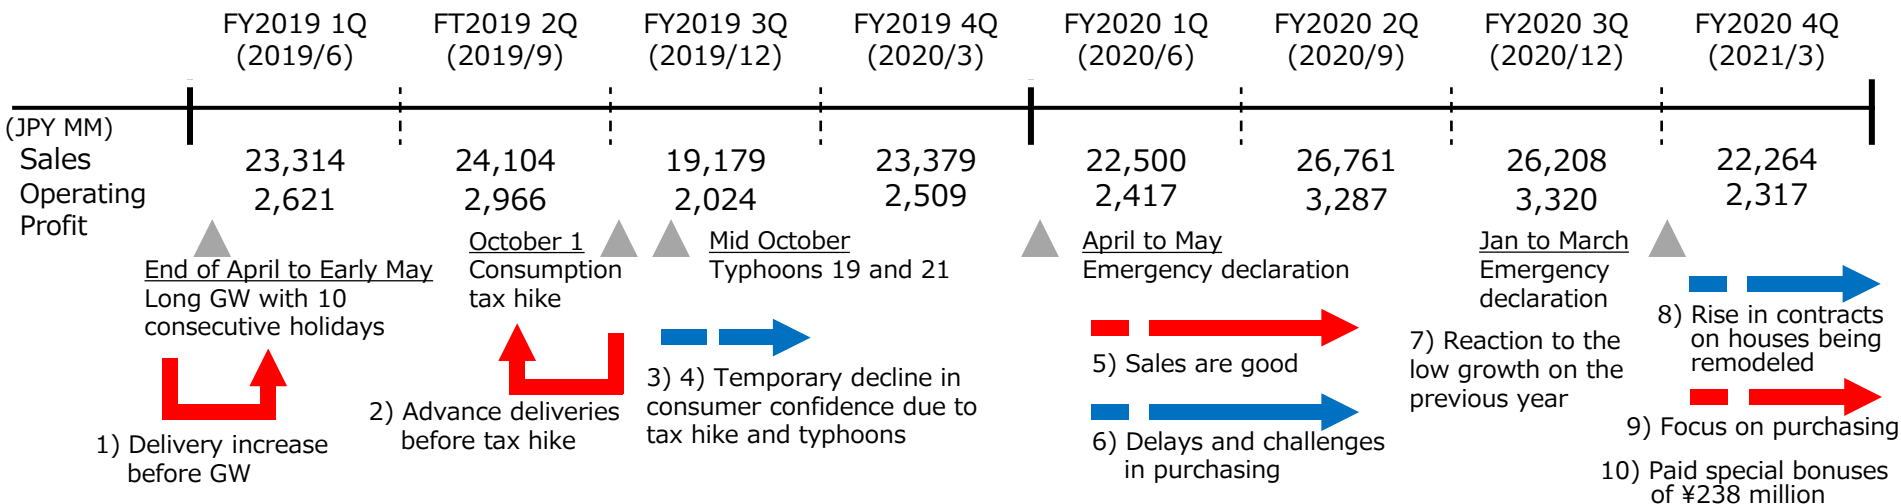 FY2019 1Q
(2019/6)
FT2019 2Q
(2019/9)
FY2019 3Q
(2019/12)
FY2019 4Q
(2020/3)
FY2020 1Q
(2020/6)
FY2020 2Q
(2020/9)
FY2020 3Q
(2020/12)
FY2020 4Q
(2021/3)
(JPY MM)
Sales 23,314 24,104 19,179 23,379 22,500 26,761 26,208 22,264
Operating Profit 2,621 2,966 2,024 2,509 2,417 3,287 3,320 2,317
End of April to Early May
Long GW with 10
consecutive holidays
October 1
Consumption
tax hike
Mid October
Typhoons 19 and 21
April to May
Emergency declaration
Jan to March
Emergency
declaration
1) Delivery increase
before GW
2) Advance deliveries
before tax hike
3) 4) Temporary decline in
consumer confidence due to
tax hike and typhoons
5) Sales are good
6) Delays and challenges
in purchasing
7) Reaction to the
low growth on the
previous year
8) Rise in contracts
on houses being
remodeled
9) Focus on purchasing
10) Paid special bonuses
of ¥238 million